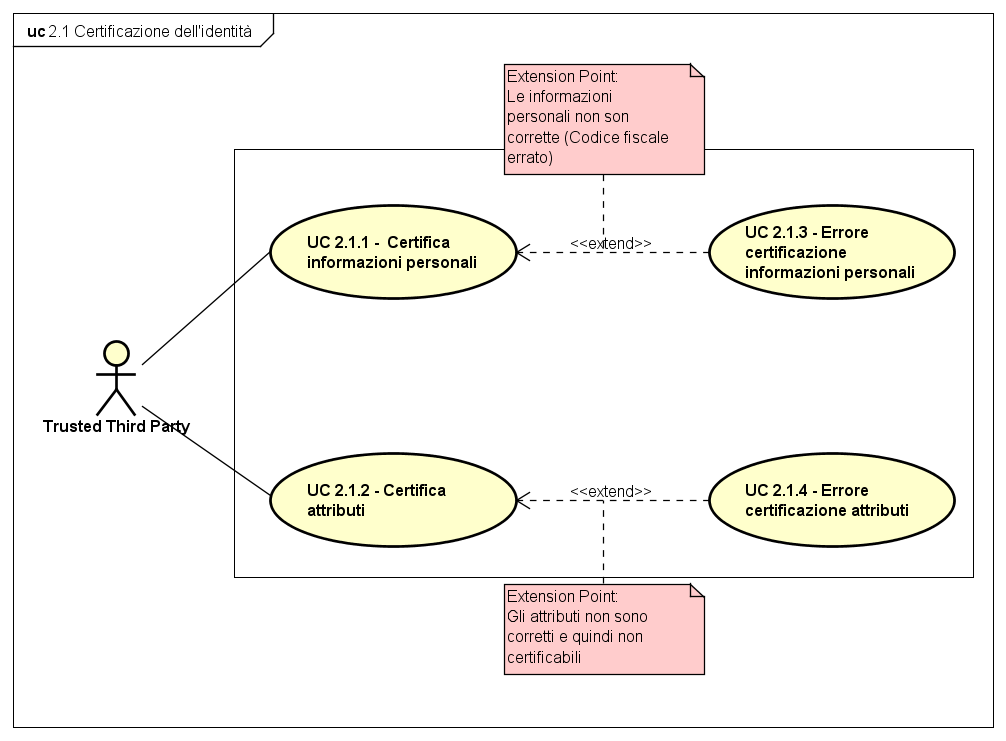 uc 2.1 Certificazione dell'identità
Extension Point:
Le informazioni
personali non son
corrette (Codice fiscale
errato)
UC 2.1.1 - Certifica
informazioni personali
<<extend>>
UC 2.1.3 - Errore
certificazione
informazioni personali
Trusted Third Party
UC 2.1.2 - Certifica
attributi
<<extend>>
UC 2.1.4 - Errore
certificazione attributi
Extension Point:
Gli attributi non sono
corretti e quindi non
certificabili